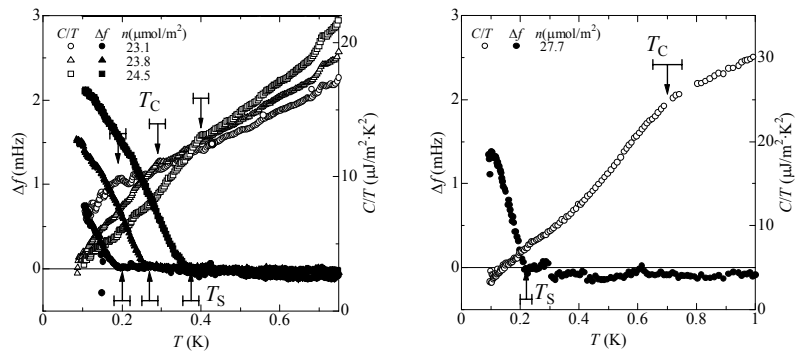 C/T Δf n(μmol/m²)
23.1
23.8
24.5
T_C
T_S
3
2
1
0
Δf (mHz)
20
10
0
C/T (μJ/m²·K²)
0 0.2 0.4 0.6
T (K)
C/T Δf n(μmol/m²)
27.7
T_C
T_S
3
2
1
0
Δf (mHz)
30
20
10
0
C/T (μJ/m²·K²)
0 0.2 0.4 0.6 0.8 1
T (K)